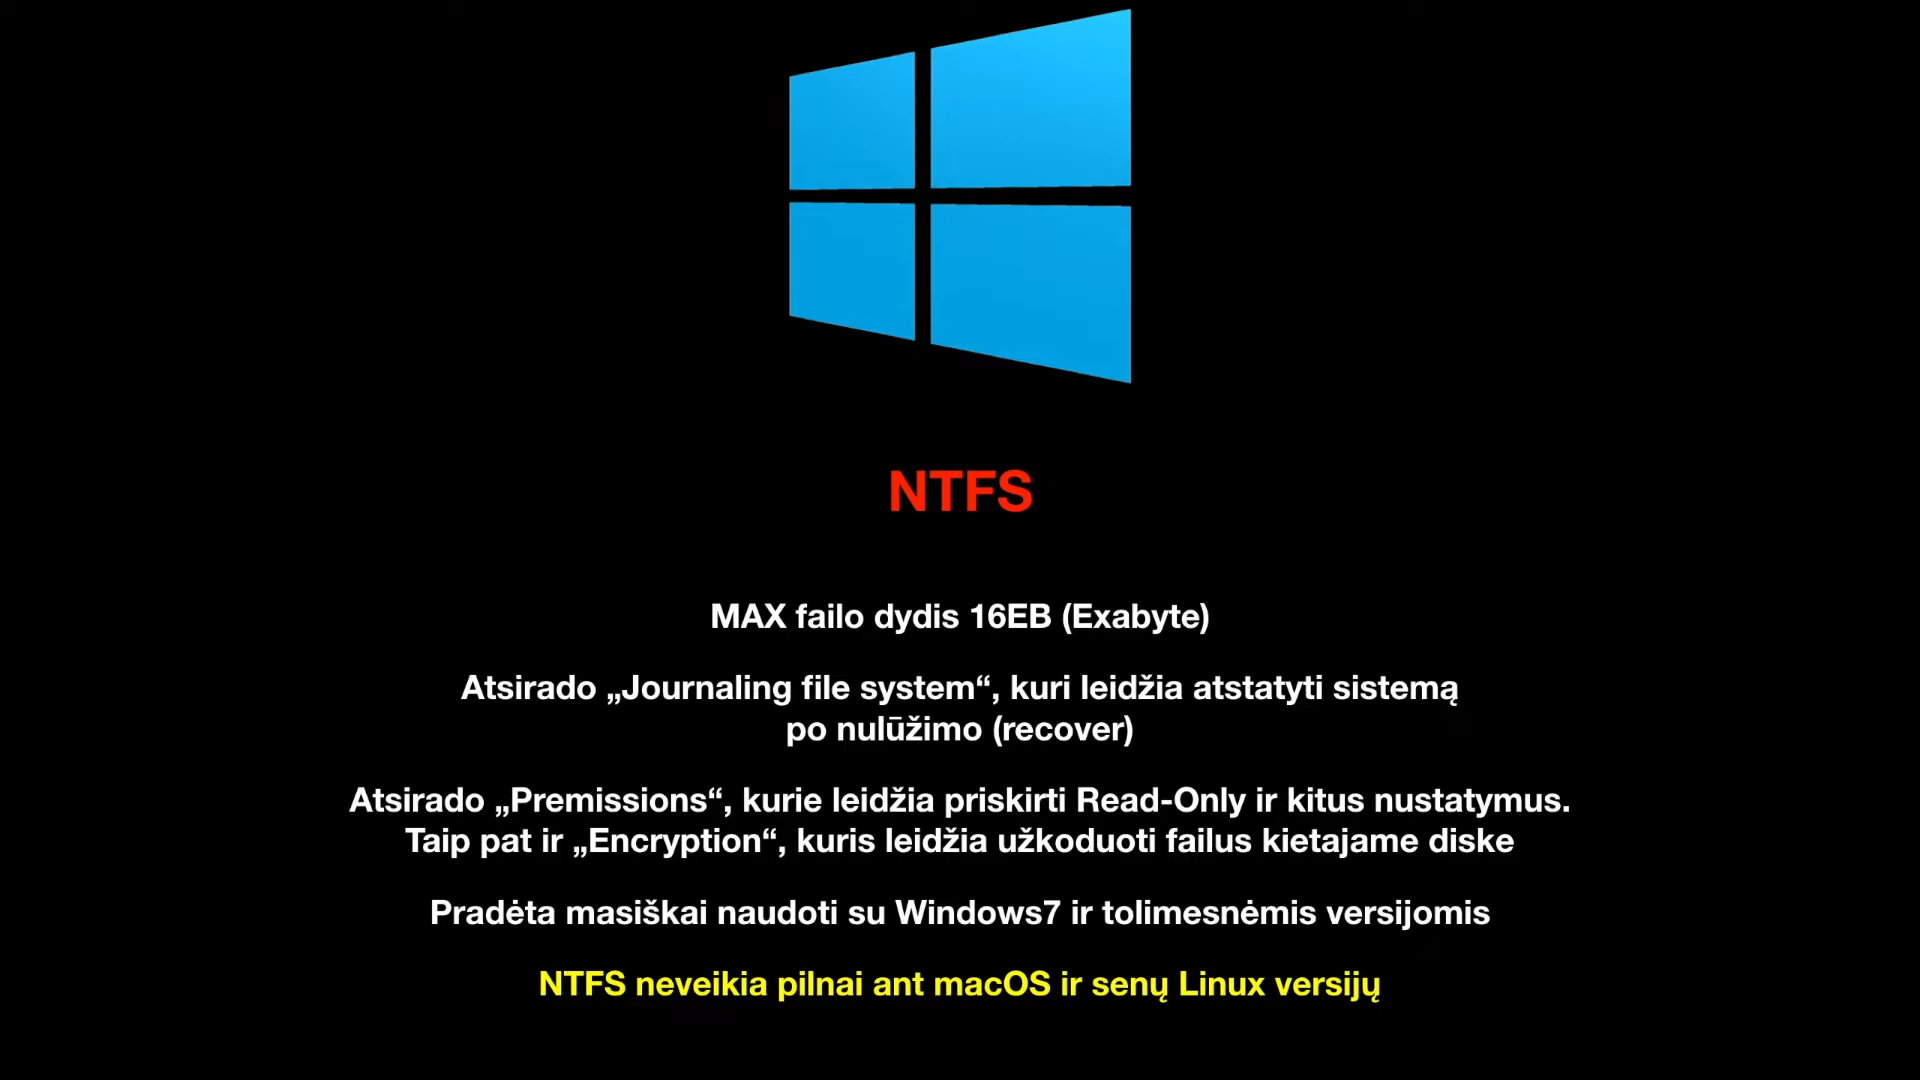 NTFS
MAX failo dydis 16EB (Exabyte)
Atsirado „Journaling file system“, kuri leidžia atstatyti sistemą
po nulūžimo (recover)
Atsirado „Premissions“, kurie leidžia priskirti Read-Only ir kitus nustatymus.
Taip pat ir „Encryption“, kuris leidžia užkoduoti failus kietajame diske
Pradėta masiškai naudoti su Windows7 ir tolimesnėmis versijomis
NTFS neveikia pilnai ant macOS ir senų Linux versijų